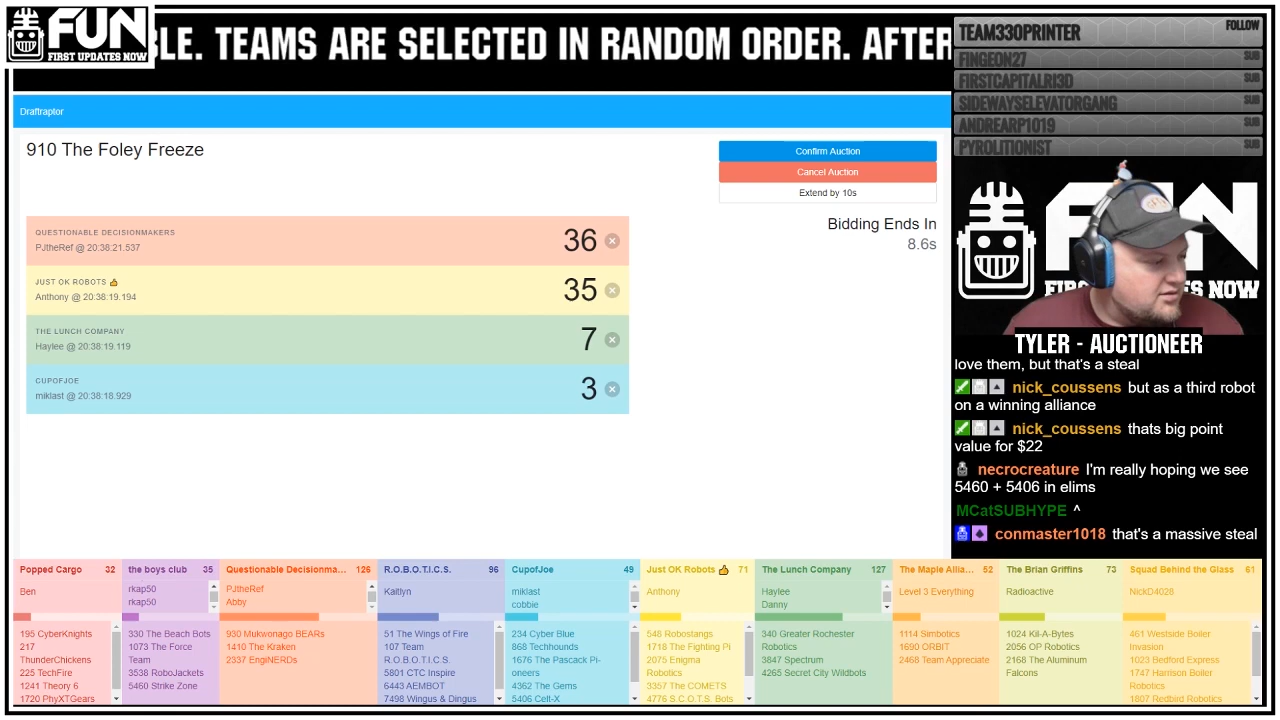 FUN
FIRST UPDATES NOW
LE. TEAMS ARE SELECTED IN RANDOM ORDER. AFTER
Draftraptor
910 The Foley Freeze
Confirm Auction
Cancel Auction
Extend by 10s
Bidding Ends In
8.6s
QUESTIONABLE DECISIONMAKERS
PJtheRef @ 20:38:21.537
36
JUST OK ROBOTS 👍
Anthony @ 20:38:19.194
35
THE LUNCH COMPANY
Haylee @ 20:38:19.119
7
CUPOFJOE
miklast @ 20:38:18.929
3
TEAM330PRINTER FOLLOW
FINGEON27 SUB
FIRSTCAPITALRI3D SUB
SIDEWAYSELEVATORGANG SUB
ANDREARP1019 SUB
PYROLITIONIST SUB
TYLER - AUCTIONEER
love them, but that's a steal
nick_coussens but as a third robot
on a winning alliance
nick_coussens thats big point
value for $22
necrocreature I'm really hoping we see
5460 + 5406 in elims
MCatSUBHYPE ^
conmaster1018 that's a massive steal
Popped Cargo 32
Ben
195 CyberKnights
217
ThunderChickens
225 TechFire
1241 Theory 6
1720 PhyXTGears
the boys club 35
rkap50
rkap50
330 The Beach Bots
1073 The Force
Team
3538 RoboJackets
5460 Strike Zone
Questionable Decisionma... 126
PJtheRef
Abby
930 Mukwonago BEARs
1410 The Kraken
2337 EngiNERDs
R.O.B.O.T.I.C.S. 96
Kaitlyn
51 The Wings of Fire
107 Team
R.O.B.O.T.I.C.S.
5801 CTC Inspire
6443 AEMBOT
7498 Wingus & Dingus
CupofJoe 49
miklast
cobbie
234 Cyber Blue
868 Techhounds
1676 The Pascack Pi-
oneers
4362 The Gems
5406 Celt-X
Just OK Robots 👍 71
Anthony
548 Robostangs
1718 The Fighting Pi
2075 Enigma
Robotics
3357 The COMETS
4776 S.C.O.T.S. Bots
The Lunch Company 127
Haylee
Danny
340 Greater Rochester
Robotics
3847 Spectrum
4265 Secret City Wildbots
The Maple Allia... 52
Level 3 Everything
1114 Simbotics
1690 ORBIT
2468 Team Appreciate
The Brian Griffins 73
Radioactive
1024 Kil-A-Bytes
2056 OP Robotics
2168 The Aluminum
Falcons
Squad Behind the Glass 61
NickD4028
461 Westside Boiler
Invasion
1023 Bedford Express
1747 Harrison Boiler
Robotics
1807 Redbird Robotics